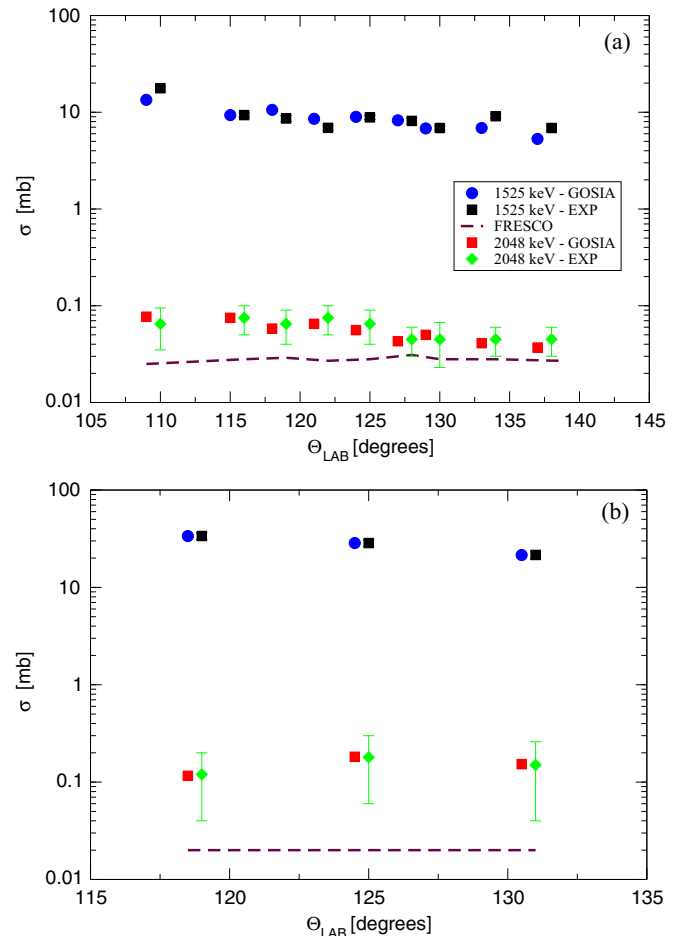 (a)
100
10
1
0.1
0.01
σ [mb]
1525 keV - GOSIA
1525 keV - EXP
FRESCO
2048 keV - GOSIA
2048 keV - EXP
105 110 115 120 125 130 135 140 145
Θ_LAB [degrees]
(b)
100
10
1
0.1
0.01
σ [mb]
115 120 125 130 135
Θ_LAB [degrees]